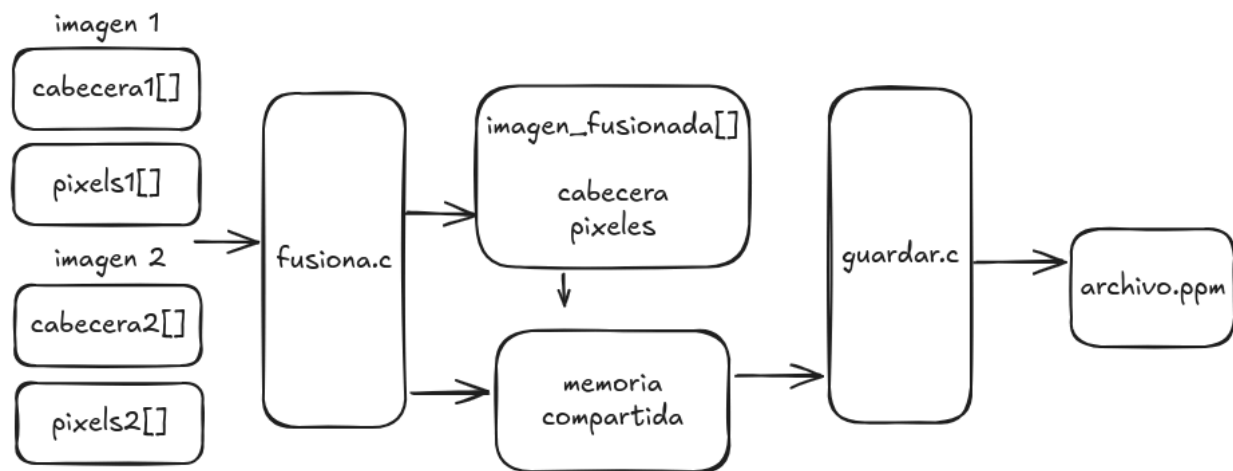 imagen 1
cabecera1[]
pixels1[]
imagen 2
cabecera2[]
pixels2[]
fusiona.c
imagen_fusionada[]
cabecera
pixeles
memoria
compartida
guardar.c
archivo.ppm